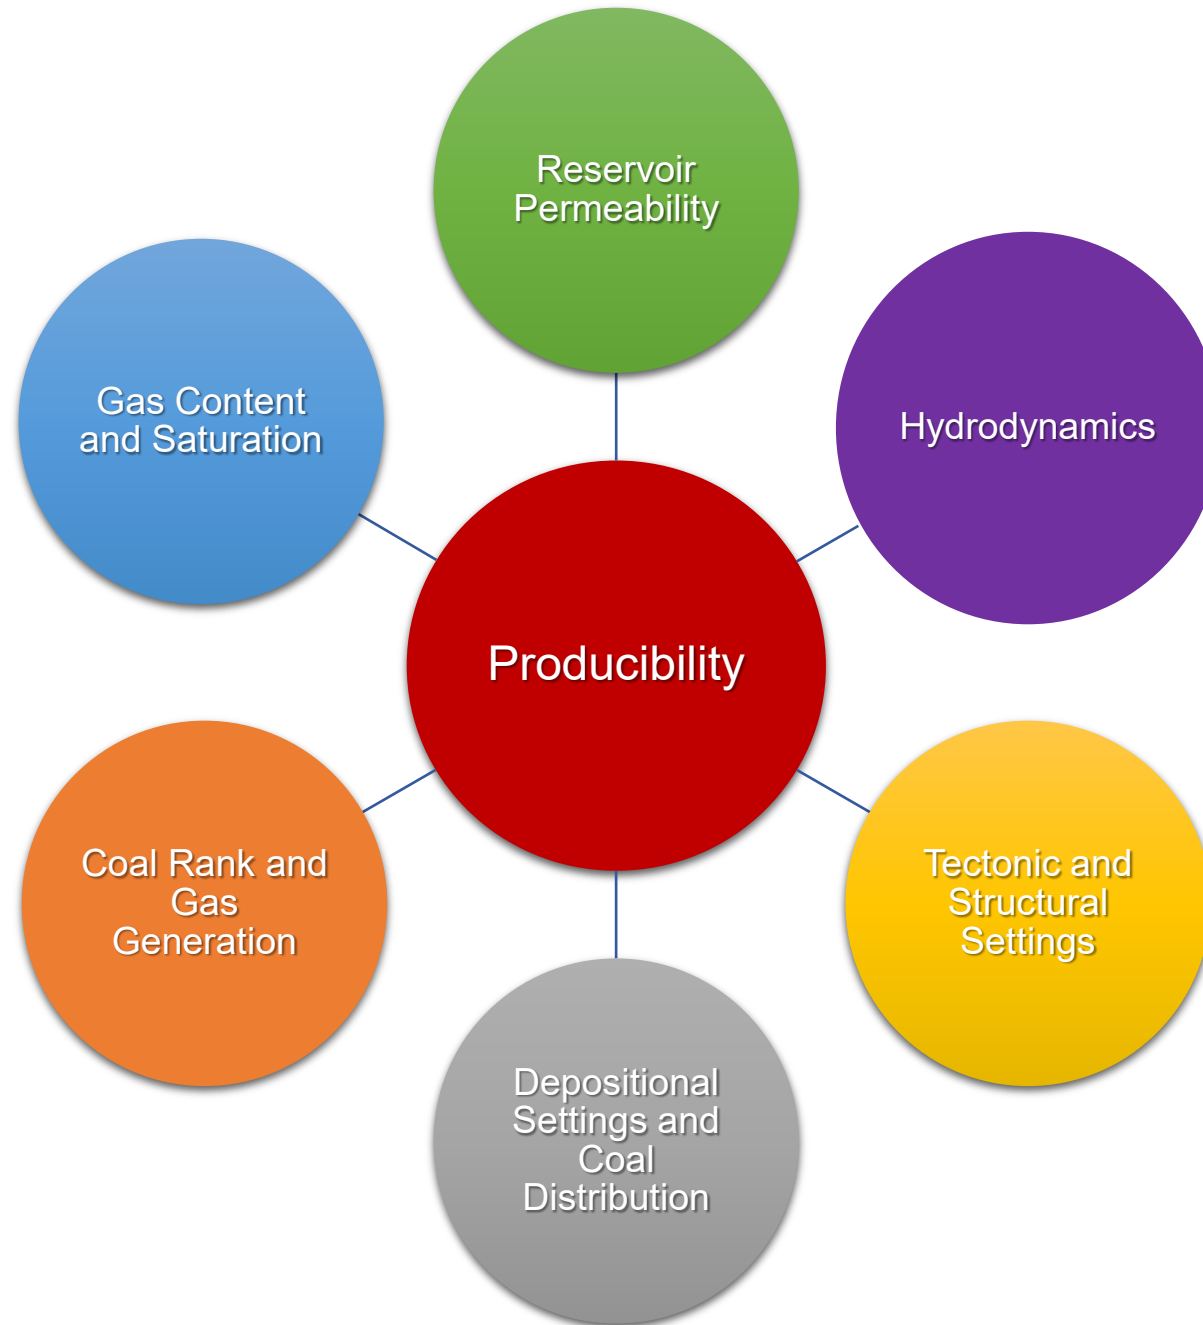 Reservoir
Permeability
Hydrodynamics
Gas Content
and Saturation
Producibility
Coal Rank and
Gas
Generation
Tectonic and
Structural
Settings
Depositional
Settings and
Coal
Distribution